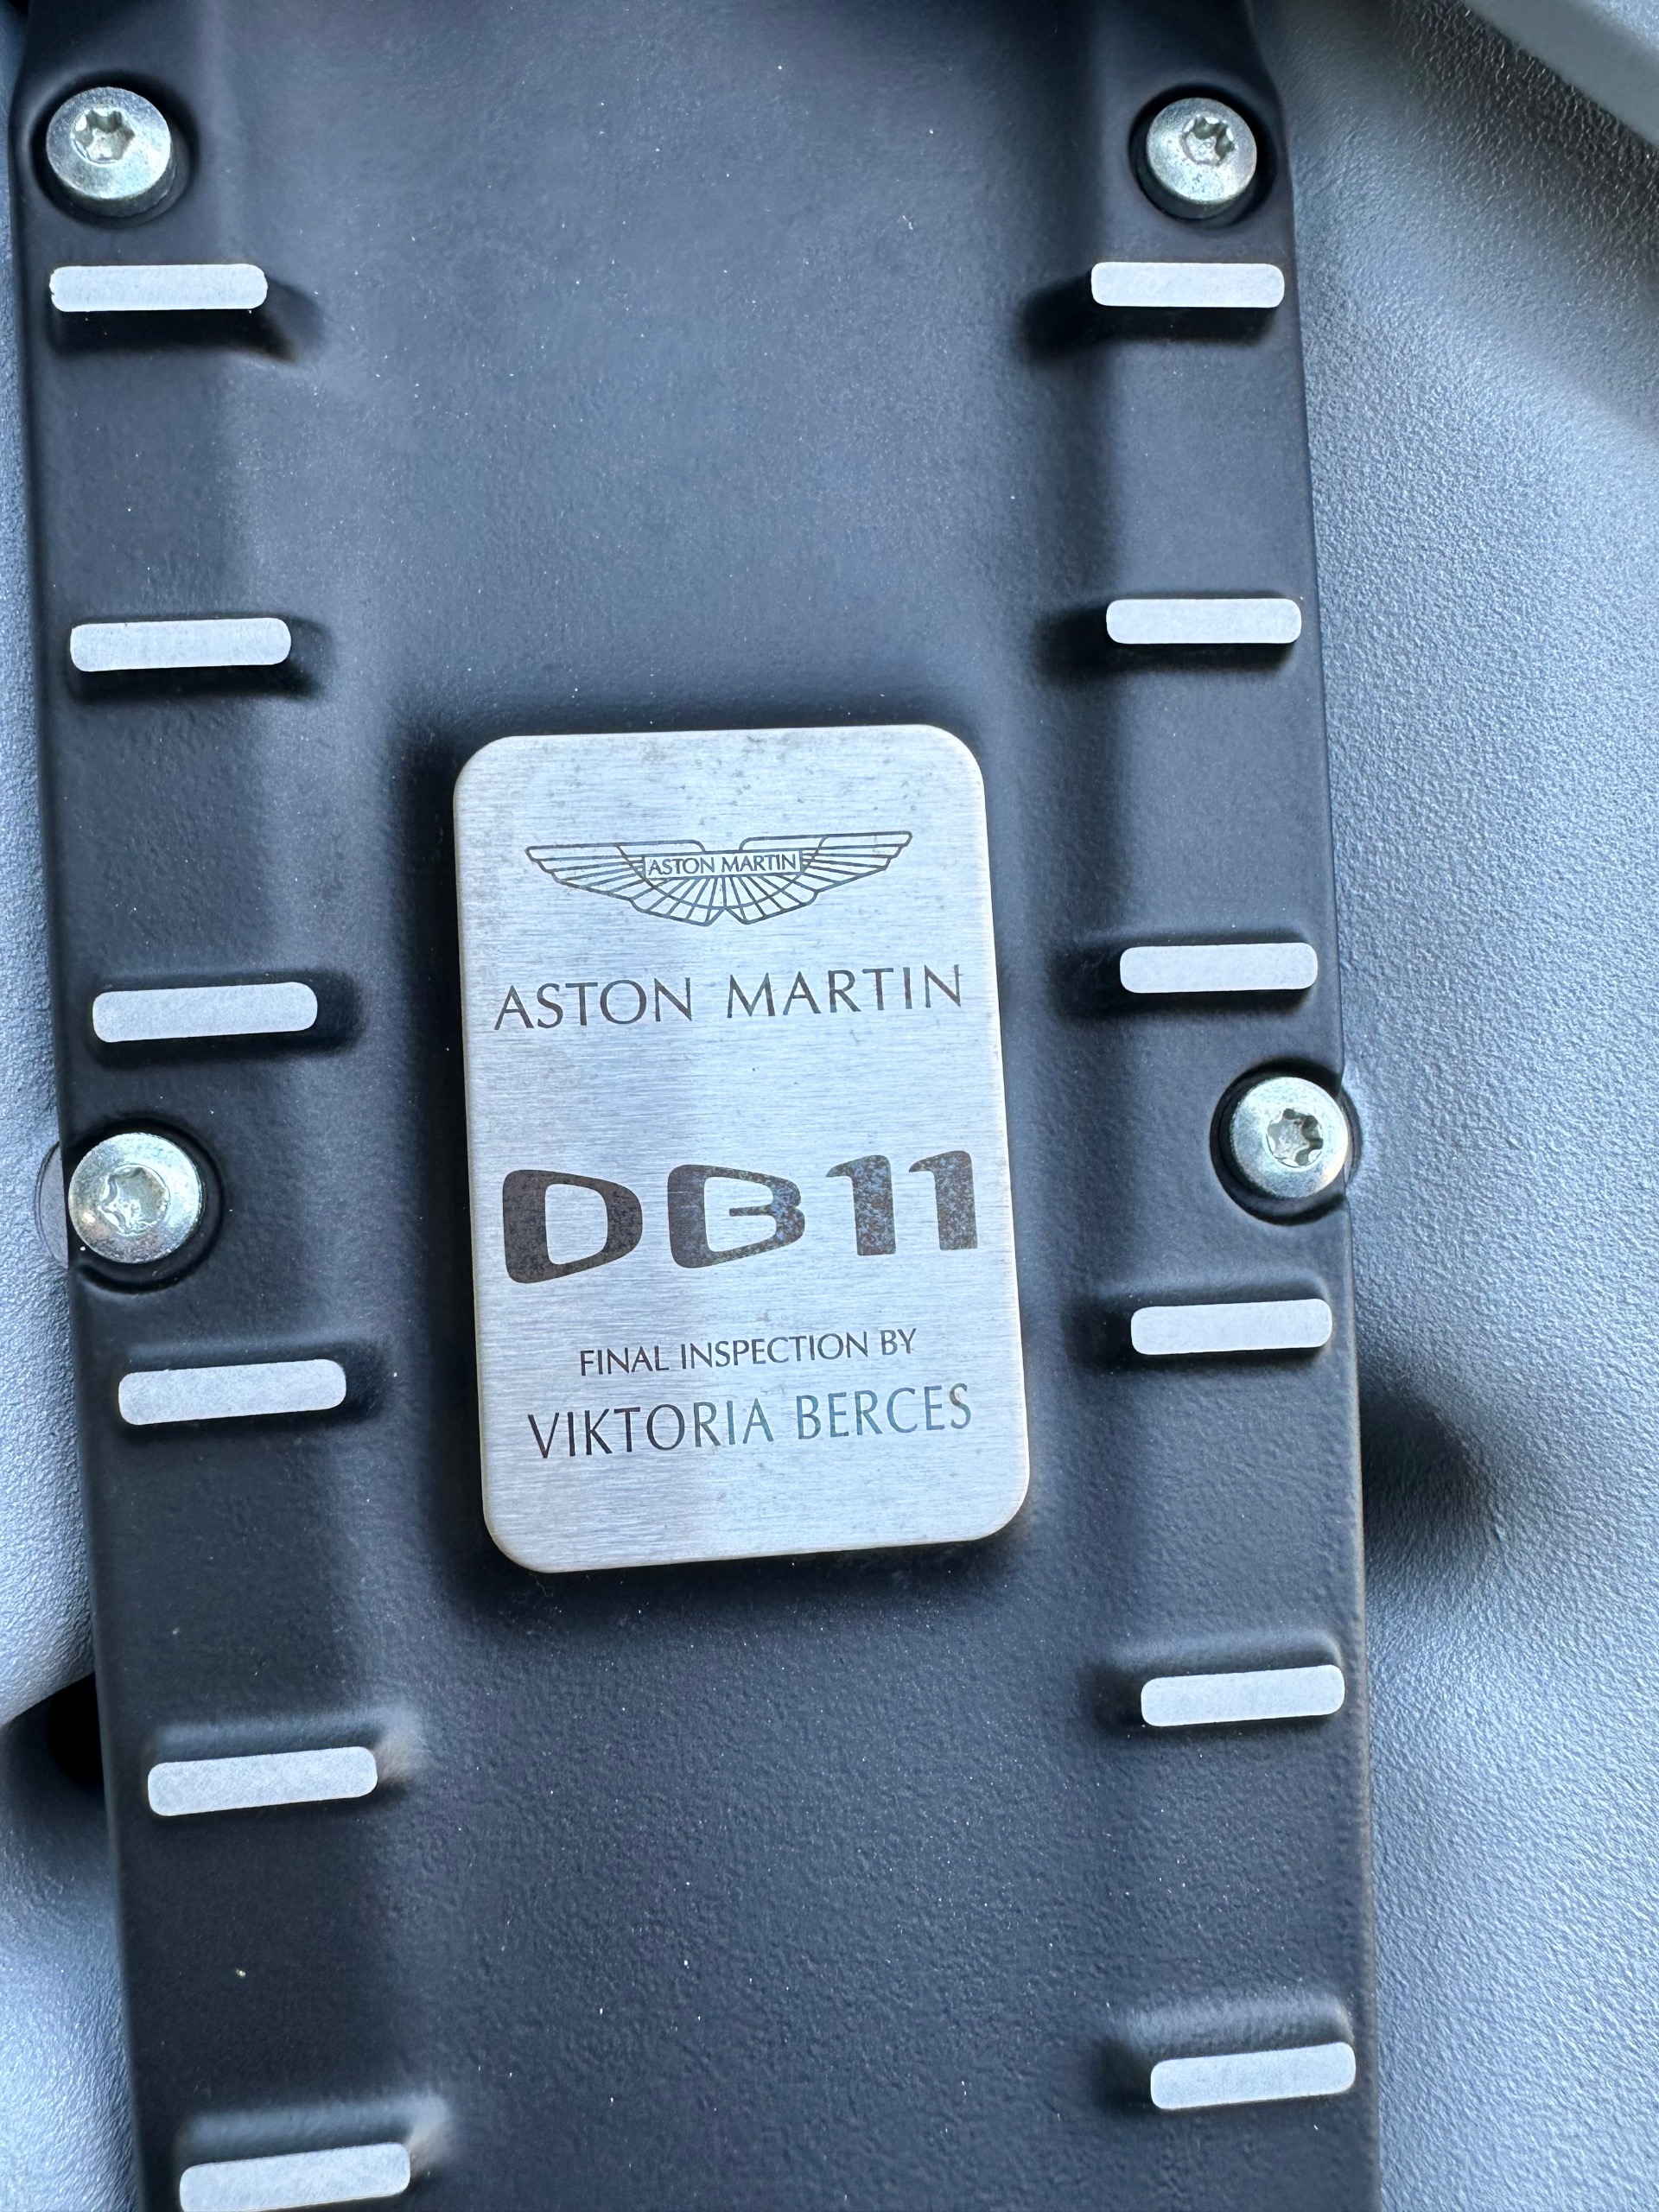 ASTON MARTIN
ASTON MARTIN
DB11
FINAL INSPECTION BY
VIKTORIA BERCES